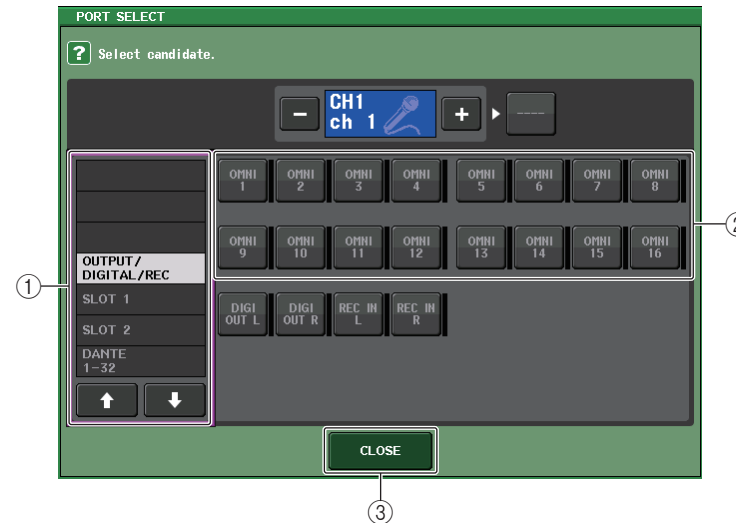 PORT SELECT
? Select candidate.
−
CH1
ch 1
+
----
OUTPUT/
DIGITAL/REC
SLOT 1
SLOT 2
DANTE
1-32
OMNI 1
OMNI 2
OMNI 3
OMNI 4
OMNI 5
OMNI 6
OMNI 7
OMNI 8
OMNI 9
OMNI 10
OMNI 11
OMNI 12
OMNI 13
OMNI 14
OMNI 15
OMNI 16
DIGI OUT L
DIGI OUT R
REC IN L
REC IN R
CLOSE
①
②
③